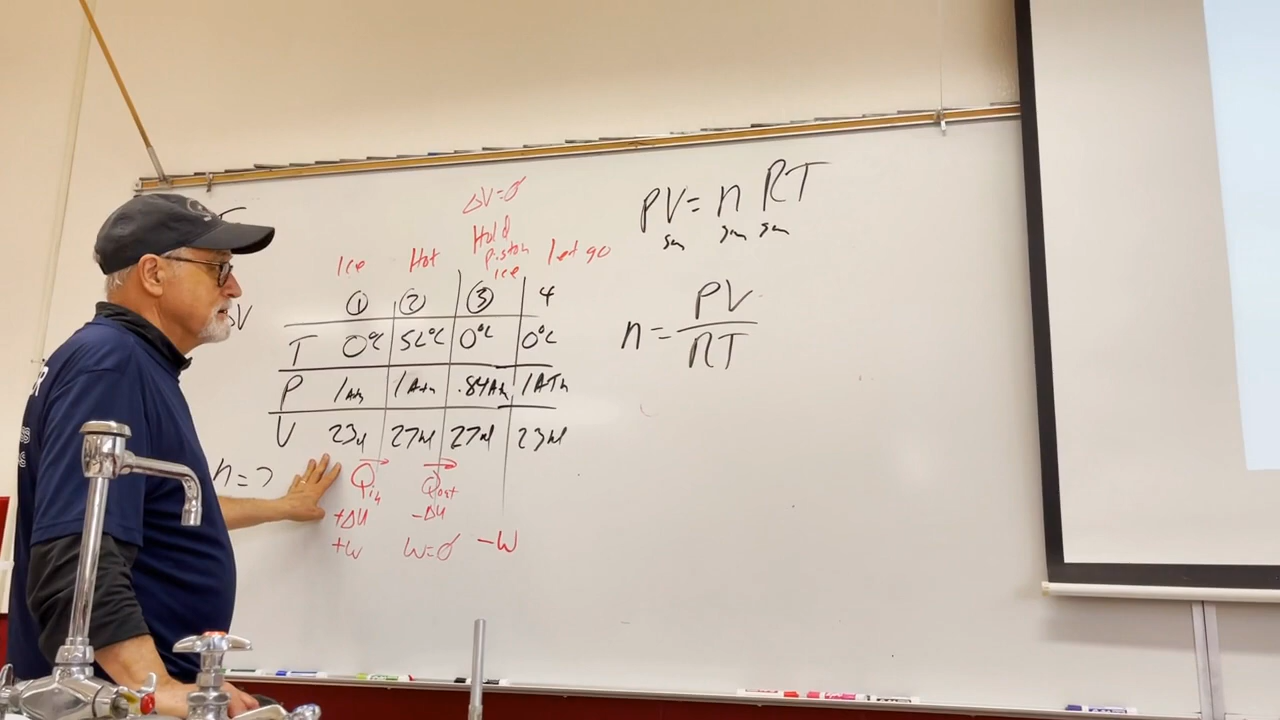 ΔV=0
Hold
Piston
Ice Hot Ice let go
① ② ③ 4
T 0°C 52°C 0°C 0°C
P 1Atm 1Atm .84Atm 1ATm
V 23ml 27ml 27ml 23ml
n=?
Qin Qout
+ΔU -ΔU
+W W=0 -W
PV=nRT
n=PV/RT